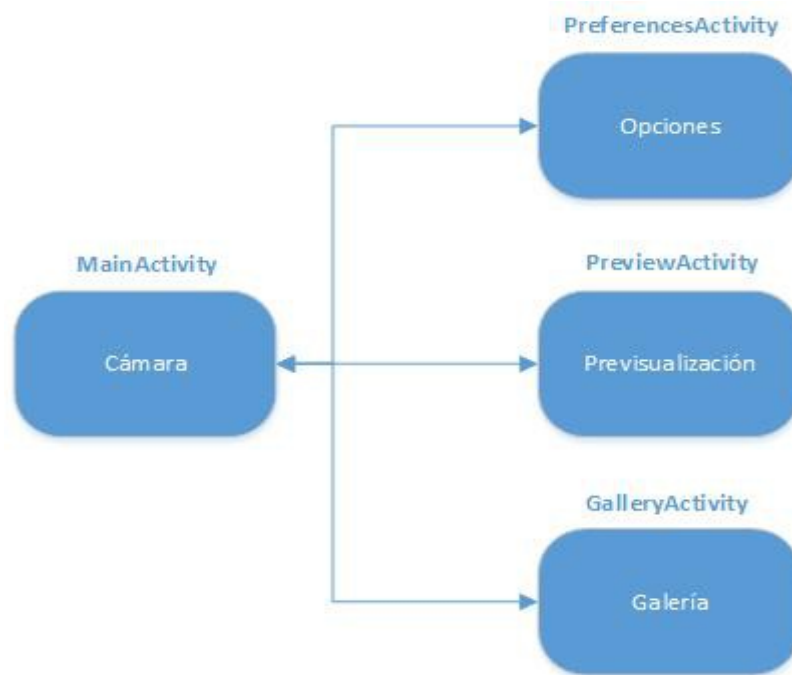 PreferencesActivity
Opciones
MainActivity
Cámara
PreviewActivity
Previsualización
GalleryActivity
Galería